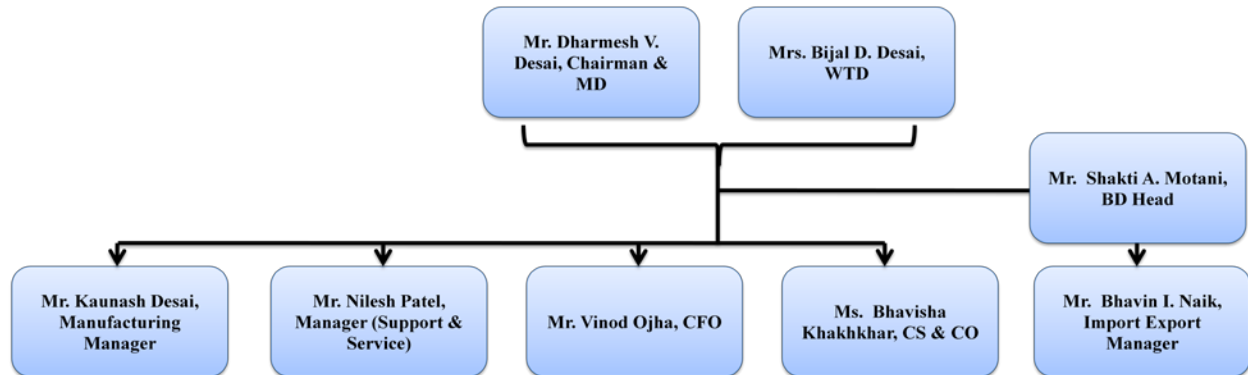 Mr. Dharmesh V.
Desai, Chairman &
MD
Mrs. Bijal D. Desai,
WTD
Mr. Shakti A. Motani,
BD Head
Mr. Kaunash Desai,
Manufacturing
Manager
Mr. Nilesh Patel,
Manager (Support &
Service)
Mr. Vinod Ojha, CFO
Ms. Bhavisha
Khakhkhar, CS & CO
Mr. Bhavin I. Naik,
Import Export
Manager